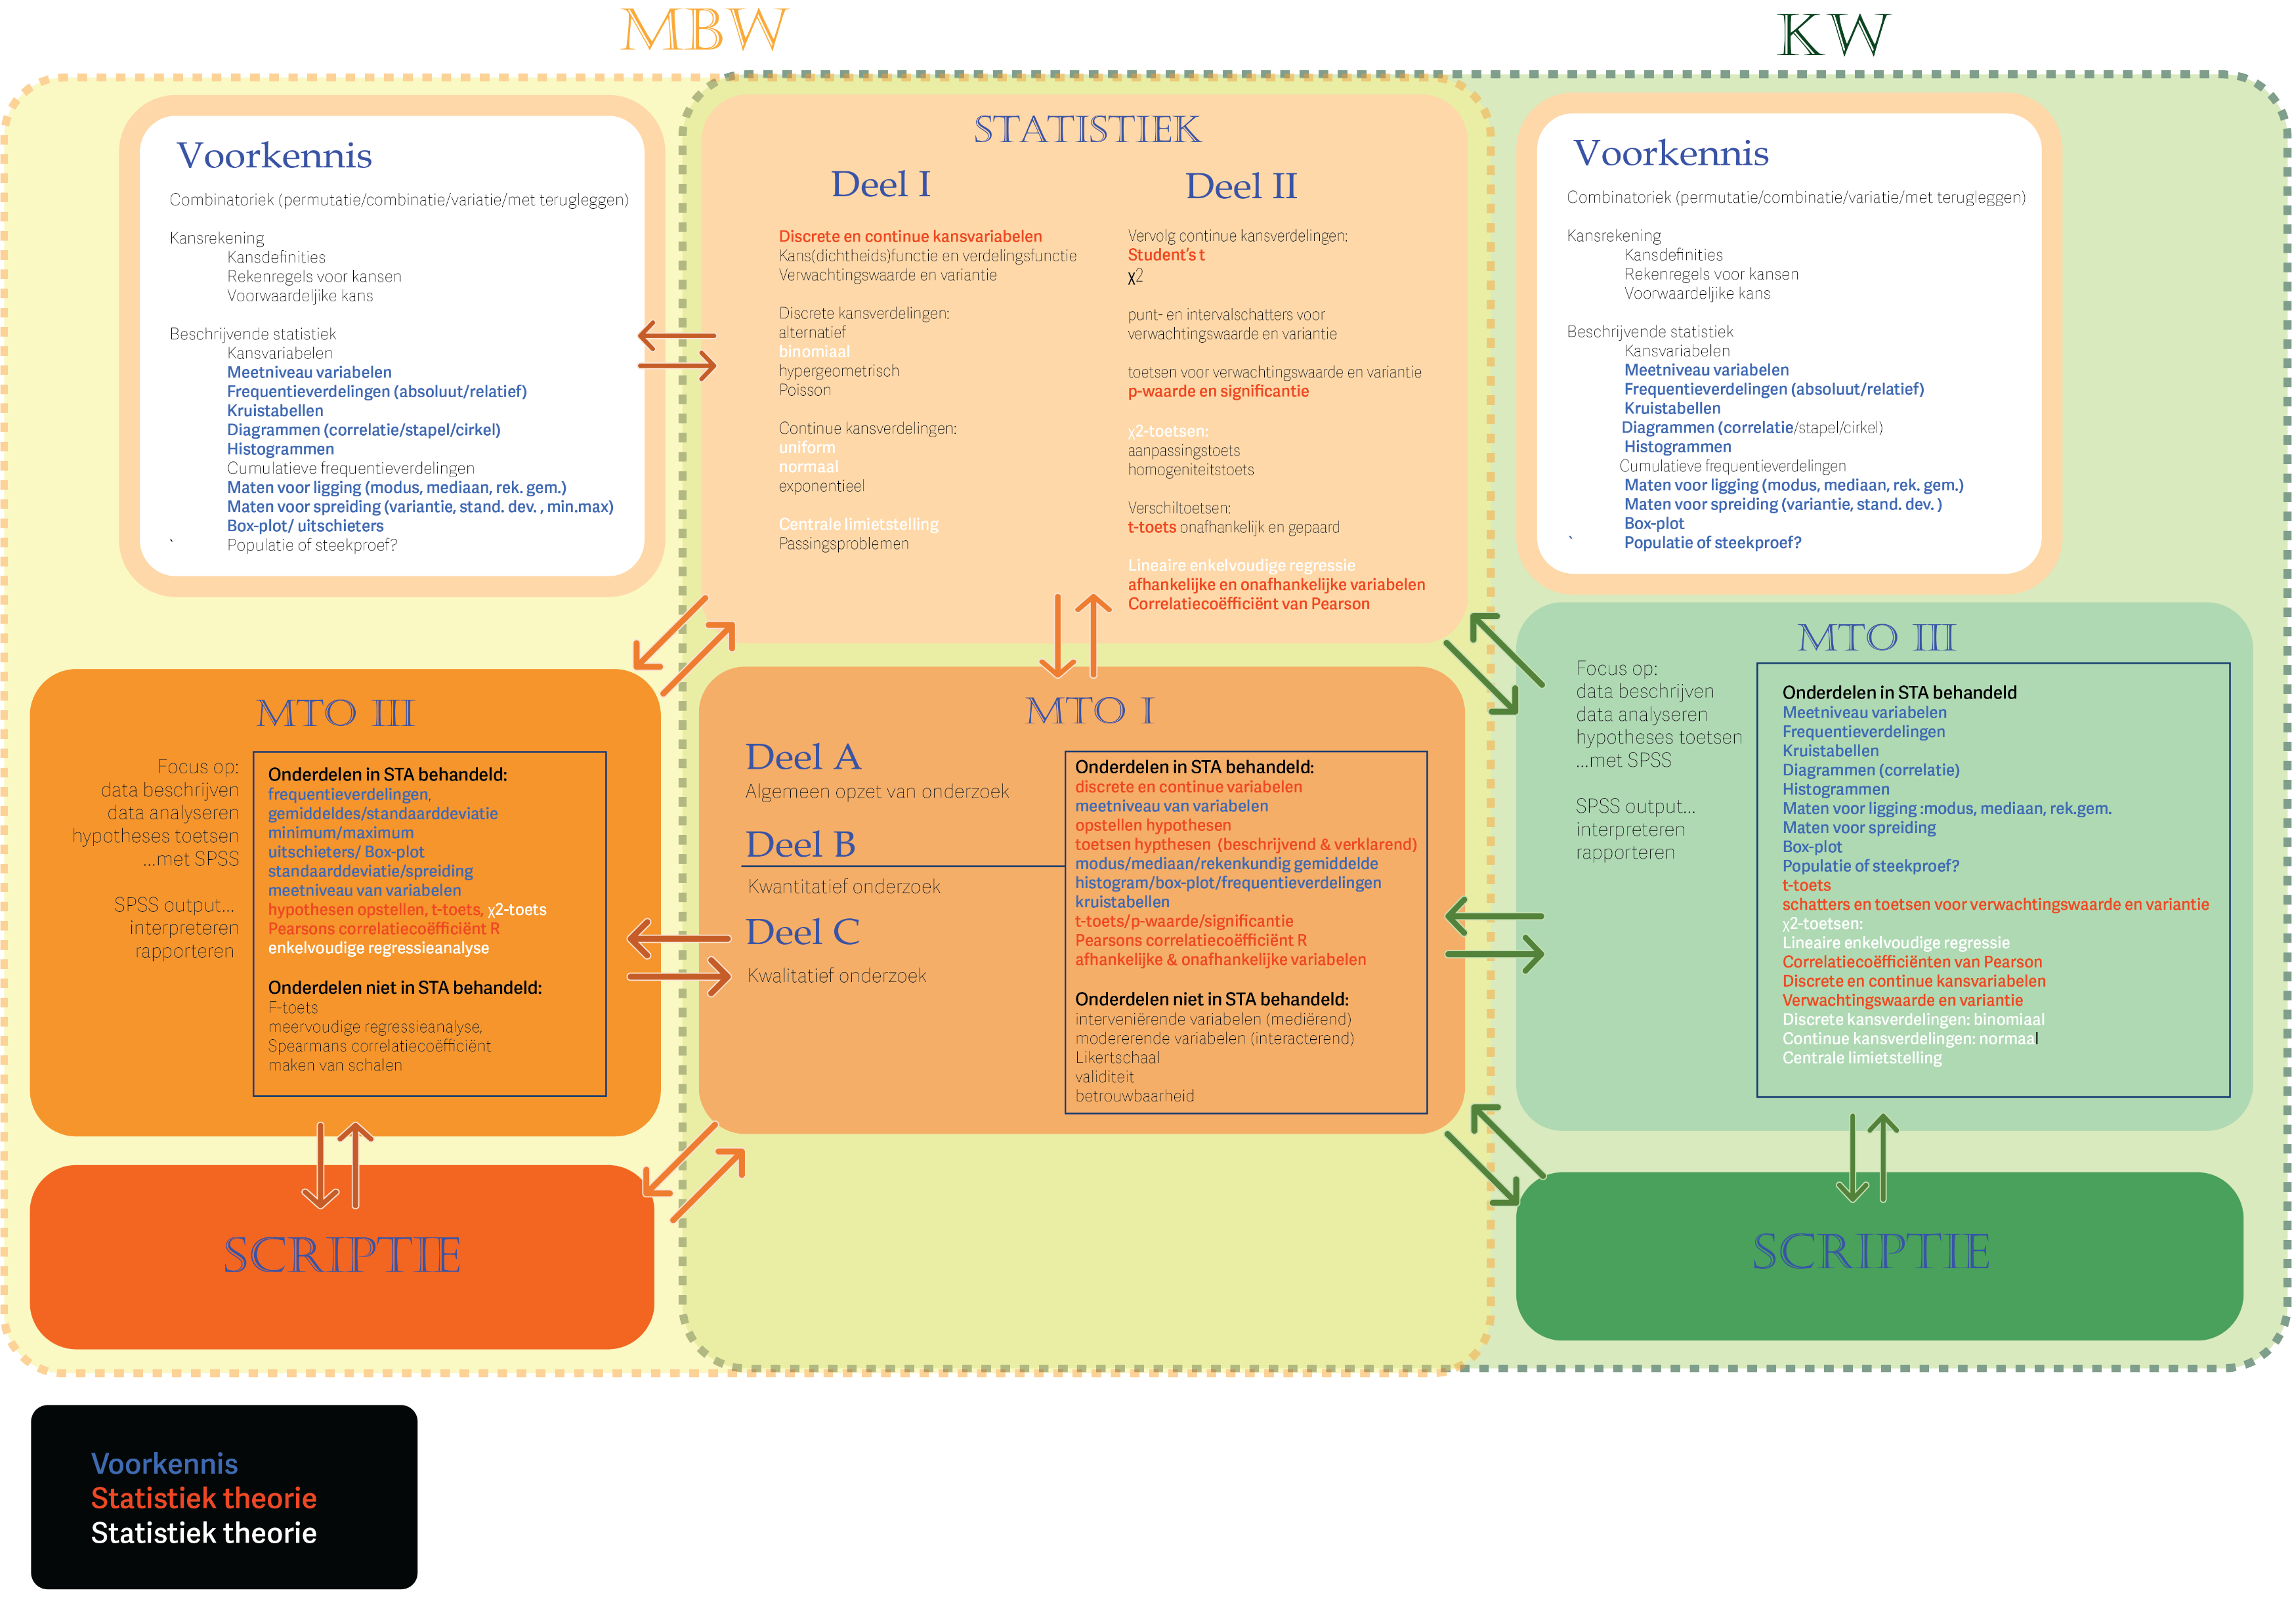 MBW
KW
Voorkennis
Combinatoriek (permutatie/combinatie/variatie/met terugleggen)
Kansrekening
Kansdefinities
Rekenregels voor kansen
Voorwaardeljike kans
Beschrijvende statistiek
Kansvariabelen
Meetniveau variabelen
Frequentieverdelingen (absoluut/relatief)
Kruistabellen
Diagrammen (correlatie/stapel/cirkel)
Histogrammen
Cumulatieve frequentieverdelingen
Maten voor ligging (modus, mediaan, rek. gem.)
Maten voor spreiding (variantie, stand. dev. , min.max)
Box-plot/ uitschieters
` Populatie of steekproef?
STATISTIEK
Deel I
Discrete en continue kansvariabelen
Kans(dichtheids)functie en verdelingsfunctie
Verwachtingswaarde en variantie
Discrete kansverdelingen:
alternatief
binomiaal
hypergeometrisch
Poisson
Continue kansverdelingen:
uniform
normaal
exponentieel
Centrale limietstelling
Passingsproblemen
Deel II
Vervolg continue kansverdelingen:
Student's t
χ2
punt- en intervalschatters voor
verwachtingswaarde en variantie
toetsen voor verwachtingswaarde en variantie
p-waarde en significantie
χ2-toetsen:
aanpassingstoets
homogeniteitstoets
Verschiltoetsen:
t-toets onafhankelijk en gepaard
Lineaire enkelvoudige regressie
afhankelijke en onafhankelijke variabelen
Correlatiecoëfficiënt van Pearson
Voorkennis
Combinatoriek (permutatie/combinatie/variatie/met terugleggen)
Kansrekening
Kansdefinities
Rekenregels voor kansen
Voorwaardeljike kans
Beschrijvende statistiek
Kansvariabelen
Meetniveau variabelen
Frequentieverdelingen (absoluut/relatief)
Kruistabellen
Diagrammen (correlatie/stapel/cirkel)
Histogrammen
Cumulatieve frequentieverdelingen
Maten voor ligging (modus, mediaan, rek. gem.)
Maten voor spreiding (variantie, stand. dev. )
Box-plot
` Populatie of steekproef?
MTO III
Focus op:
data beschrijven
data analyseren
hypotheses toetsen
...met SPSS
SPSS output...
interpreteren
rapporteren
Onderdelen in STA behandeld:
frequentieverdelingen,
gemiddeldes/standaarddeviatie
minimum/maximum
uitschieters/ Box-plot
standaarddeviatie/spreiding
meetniveau van variabelen
hypothesen opstellen, t-toets, χ2-toets
Pearsons correlatiecoëfficiënt R
enkelvoudige regressieanalyse
Onderdelen niet in STA behandeld:
F-toets
meervoudige regressieanalyse,
Spearmans correlatiecoëfficiënt
maken van schalen
MTO I
Deel A
Algemeen opzet van onderzoek
Deel B
Kwantitatief onderzoek
Deel C
Kwalitatief onderzoek
Onderdelen in STA behandeld:
discrete en continue variabelen
meetniveau van variabelen
opstellen hypothesen
toetsen hypthesen (beschrijvend & verklarend)
modus/mediaan/rekenkundig gemiddelde
histogram/box-plot/frequentieverdelingen
kruistabellen
t-toets/p-waarde/significantie
Pearsons correlatiecoëfficiënt R
afhankelijke & onafhankelijke variabelen
Onderdelen niet in STA behandeld:
interveniërende variabelen (mediërend)
modererende variabelen (interacterend)
Likertschaal
validiteit
betrouwbaarheid
MTO III
Focus op:
data beschrijven
data analyseren
hypotheses toetsen
...met SPSS
SPSS output...
interpreteren
rapporteren
Onderdelen in STA behandeld
Meetniveau variabelen
Frequentieverdelingen
Kruistabellen
Diagrammen (correlatie)
Histogrammen
Maten voor ligging :modus, mediaan, rek.gem.
Maten voor spreiding
Box-plot
Populatie of steekproef?
t-toets
schatters en toetsen voor verwachtingswaarde en variantie
χ2-toetsen:
Lineaire enkelvoudige regressie
Correlatiecoëfficiënten van Pearson
Discrete en continue kansvariabelen
Verwachtingswaarde en variantie
Discrete kansverdelingen: binomiaal
Continue kansverdelingen: normaal
Centrale limietstelling
SCRIPTIE
SCRIPTIE
Voorkennis
Statistiek theorie
Statistiek theorie